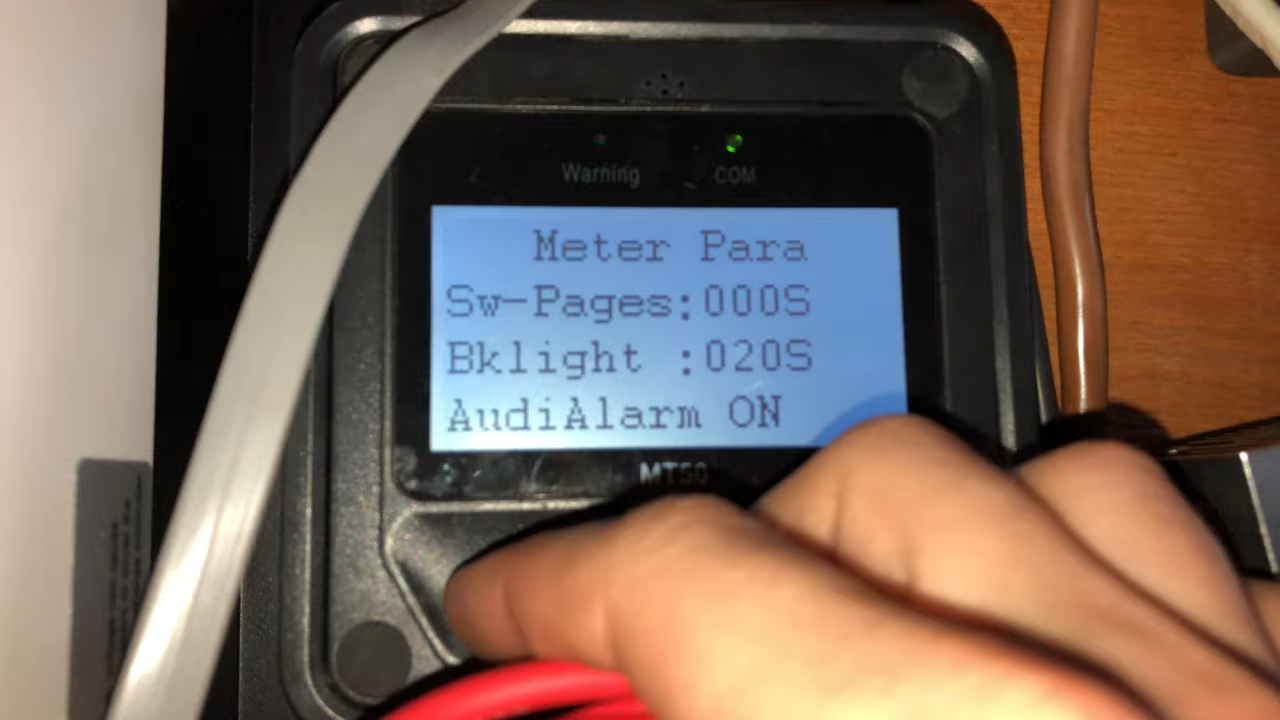 Warning COM
Meter Para
Sw-Pages:000S
Bklight :020S
AudiAlarm ON
MT50